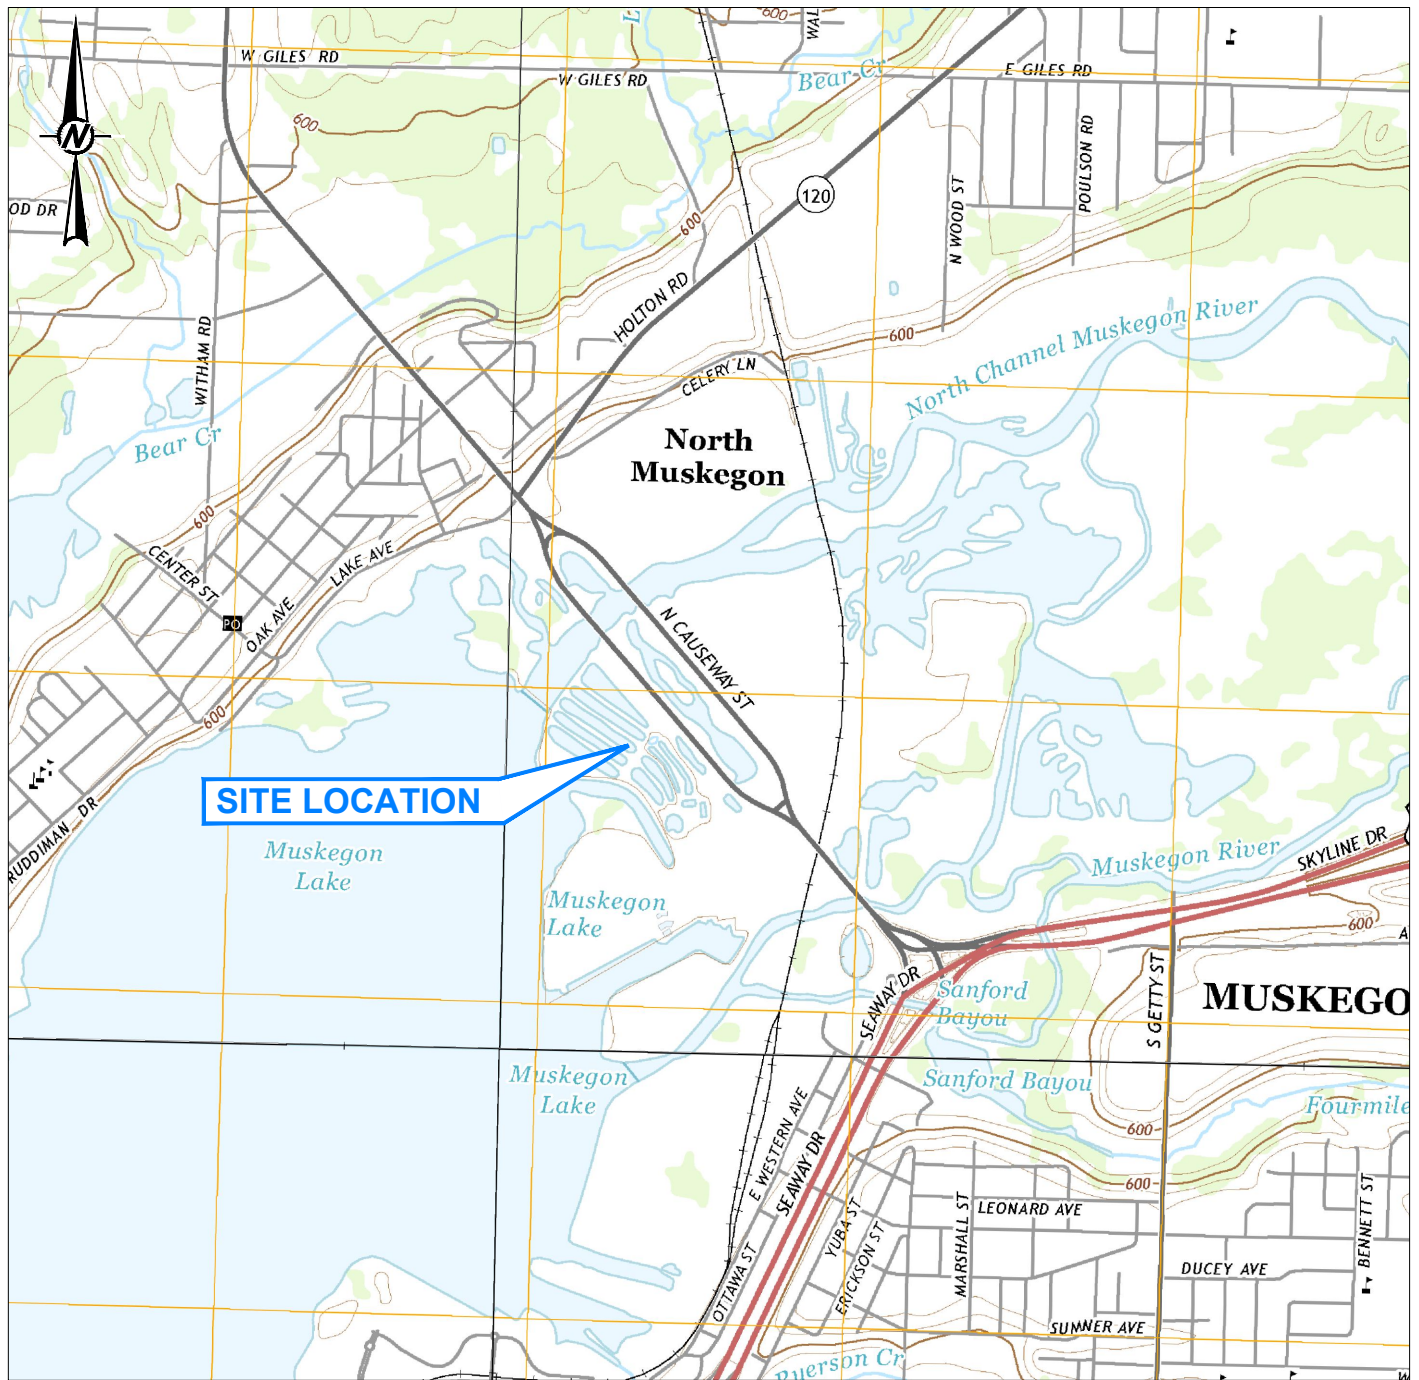 600
WAL
W GILES RD
W GILES RD
Bear Cr
E GILES RD
N
600
120
POULSON RD
N WOOD ST
OD DR
600
HOLTON RD
North Channel Muskegon River
600
WITHAM RD
CELERY LN
Bear Cr
North
Muskegon
600
CENTER ST
LAKE AVE
PO
OAK AVE
N CAUSEWAY ST
600
SITE LOCATION
RUDDIMAN DR
Muskegon
Lake
Muskegon River
SKYLINE DR
Muskegon
Lake
600
A
SEAWAY DR
Sanford
Bayou
S GETTY ST
MUSKEGO
Muskegon
Lake
Sanford Bayou
Fourmile
E WESTERN AVE
SEAWAY DR
600
600
YUBA ST
ERICKSON ST
MARSHALL ST
LEONARD AVE
BENNETT ST
OTTAWA ST
DUCEY AVE
SUMNER AVE
Ryerson Cr